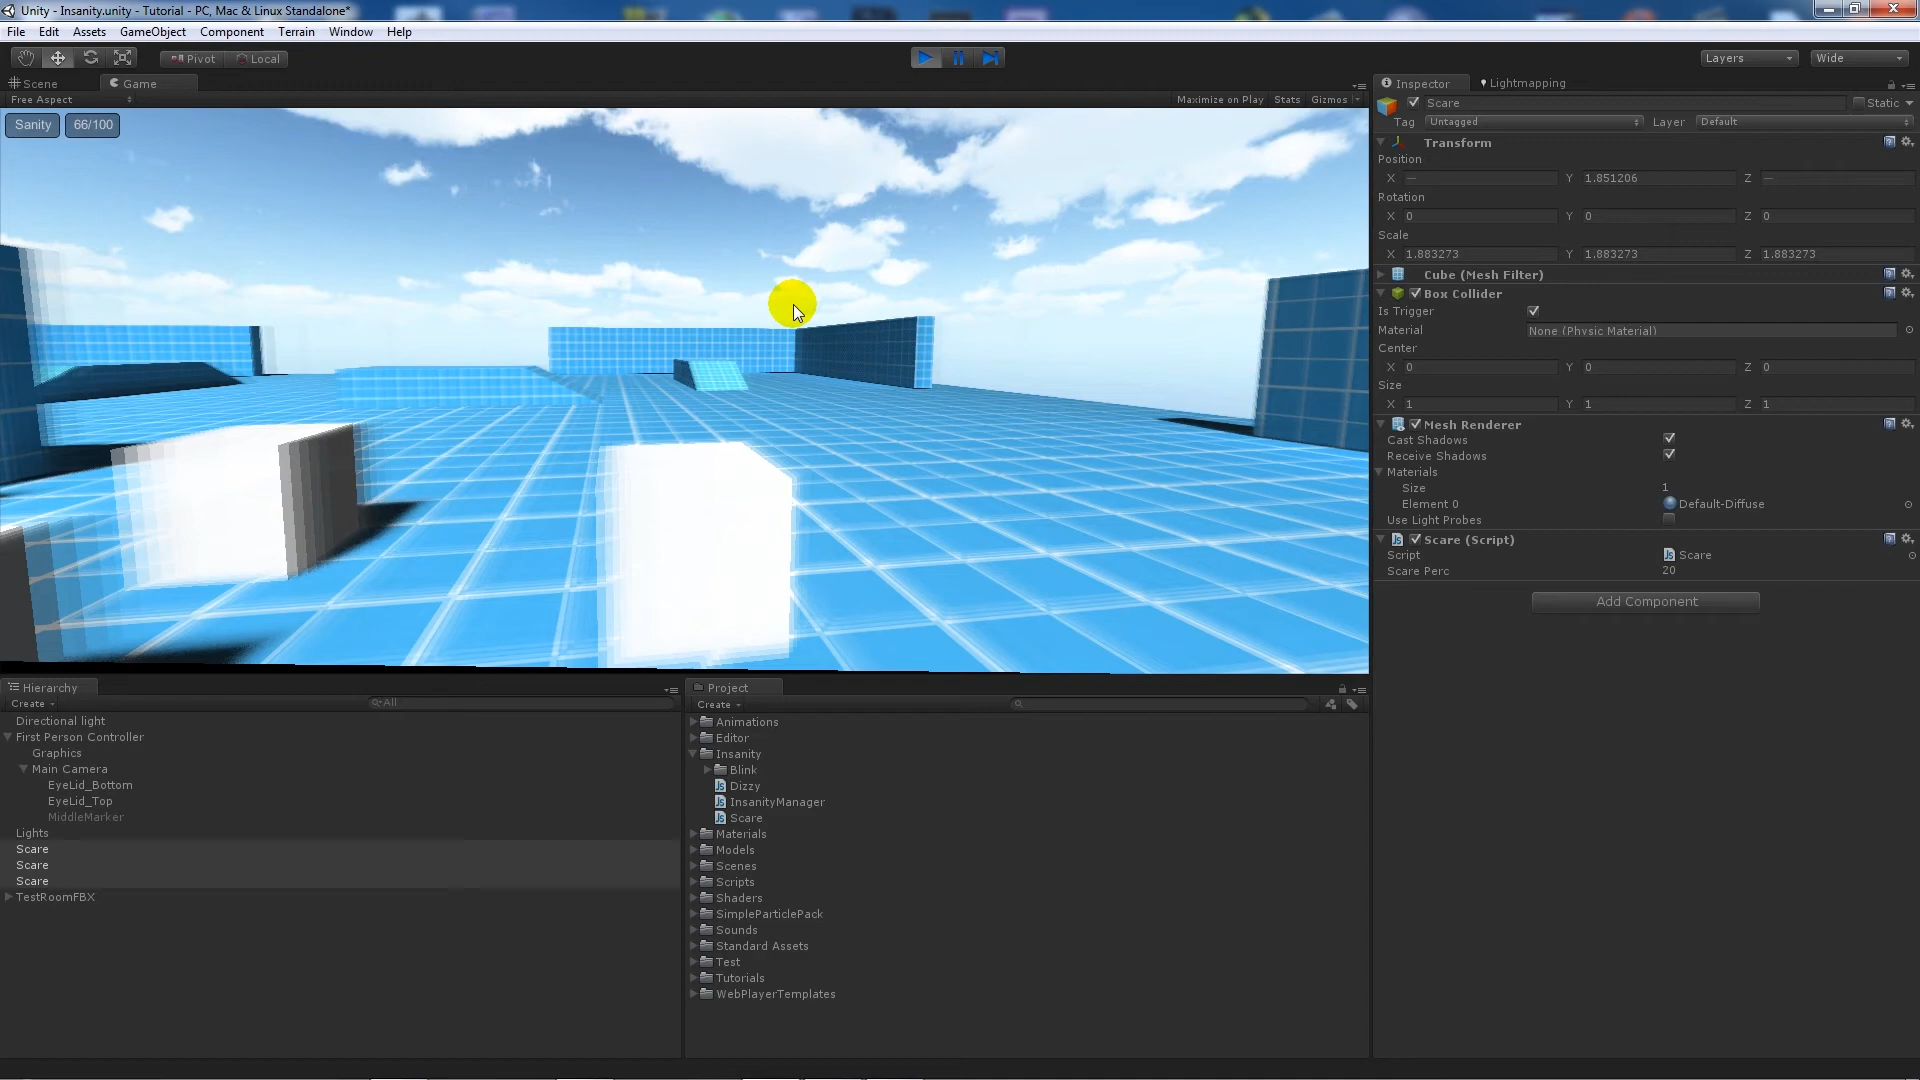 Unity - Insanity.unity - Tutorial - PC, Mac & Linux Standalone*
File Edit Assets GameObject Component Terrain Window Help
Pivot Local Layers Wide
Scene Game
Free Aspect Maximize on Play Stats Gizmos
Sanity 66/100
Inspector Lightmapping
Scare Static
Tag Untagged Layer Default
Transform
Position
X — Y 1.851206 Z —
Rotation
X 0 Y 0 Z 0
Scale
X 1.883273 Y 1.883273 Z 1.883273
Cube (Mesh Filter)
Box Collider
Is Trigger
Material None (Physic Material)
Center
X 0 Y 0 Z 0
Size
X 1 Y 1 Z 1
Mesh Renderer
Cast Shadows
Receive Shadows
Materials
Size 1
Element 0 Default-Diffuse
Use Light Probes
Scare (Script)
Script Scare
Scare Perc 20
Add Component
Hierarchy
Create All
Directional light
First Person Controller
Graphics
Main Camera
EyeLid_Bottom
EyeLid_Top
MiddleMarker
Lights
Scare
Scare
Scare
TestRoomFBX
Project
Create
Animations
Editor
Insanity
Blink
Dizzy
InsanityManager
Scare
Materials
Models
Scenes
Scripts
Shaders
SimpleParticlePack
Sounds
Standard Assets
Test
Tutorials
WebPlayerTemplates